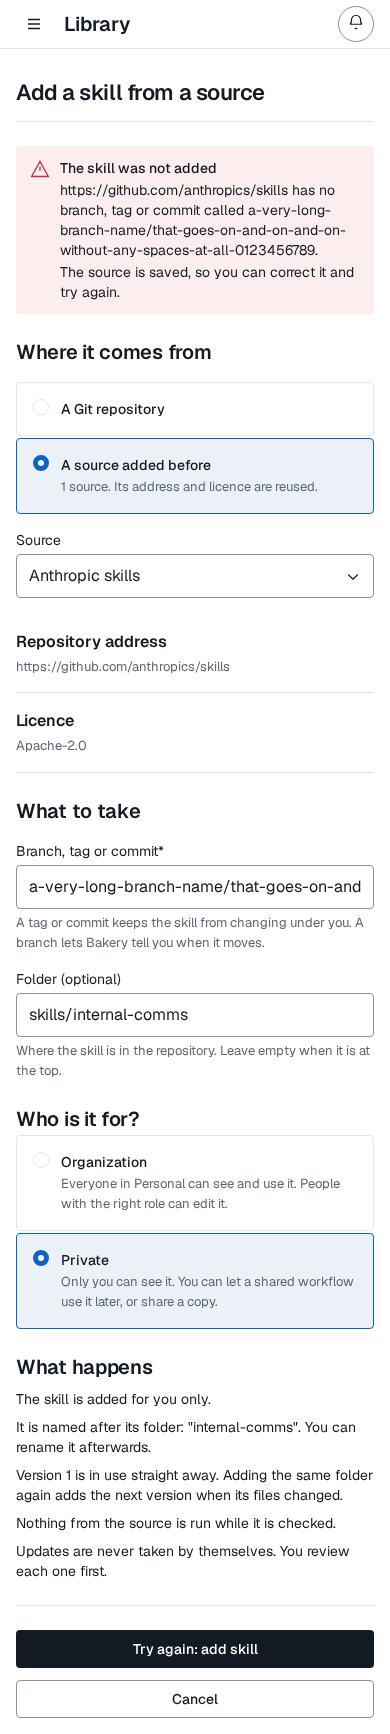 Library
Add a skill from a source
The skill was not added
https://github.com/anthropics/skills has no
branch, tag or commit called a-very-long-
branch-name/that-goes-on-and-on-and-on-
without-any-spaces-at-all-0123456789.
The source is saved, so you can correct it and
try again.
Where it comes from
A Git repository
A source added before
1 source. Its address and licence are reused.
Source
Anthropic skills
Repository address
https://github.com/anthropics/skills
Licence
Apache-2.0
What to take
Branch, tag or commit*
a-very-long-branch-name/that-goes-on-and
A tag or commit keeps the skill from changing under you. A
branch lets Bakery tell you when it moves.
Folder (optional)
skills/internal-comms
Where the skill is in the repository. Leave empty when it is at
the top.
Who is it for?
Organization
Everyone in Personal can see and use it. People
with the right role can edit it.
Private
Only you can see it. You can let a shared workflow
use it later, or share a copy.
What happens
The skill is added for you only.
It is named after its folder: "internal-comms". You can
rename it afterwards.
Version 1 is in use straight away. Adding the same folder
again adds the next version when its files changed.
Nothing from the source is run while it is checked.
Updates are never taken by themselves. You review
each one first.
Try again: add skill
Cancel